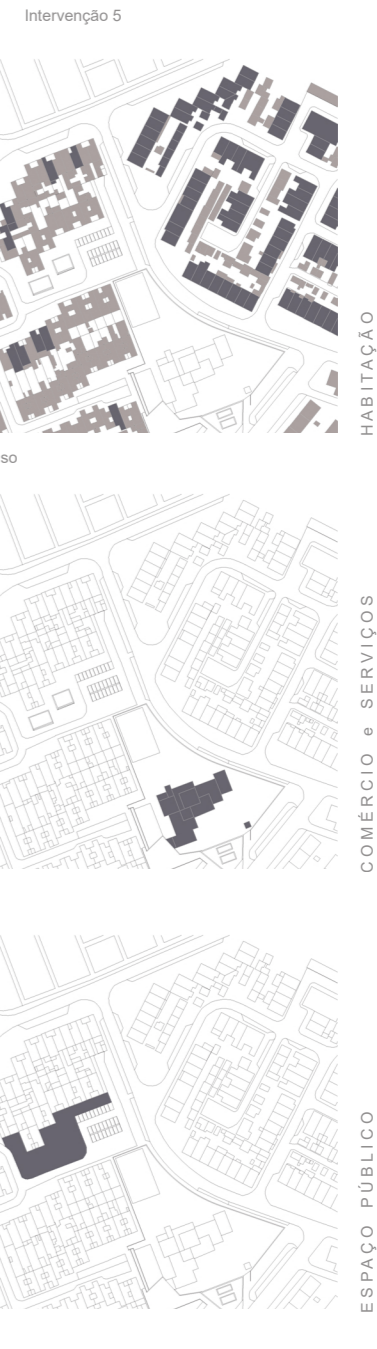 Intervenção 5
HABITAÇÃO
so
COMÉRCIO e SERVIÇOS
ESPAÇO PÚBLICO